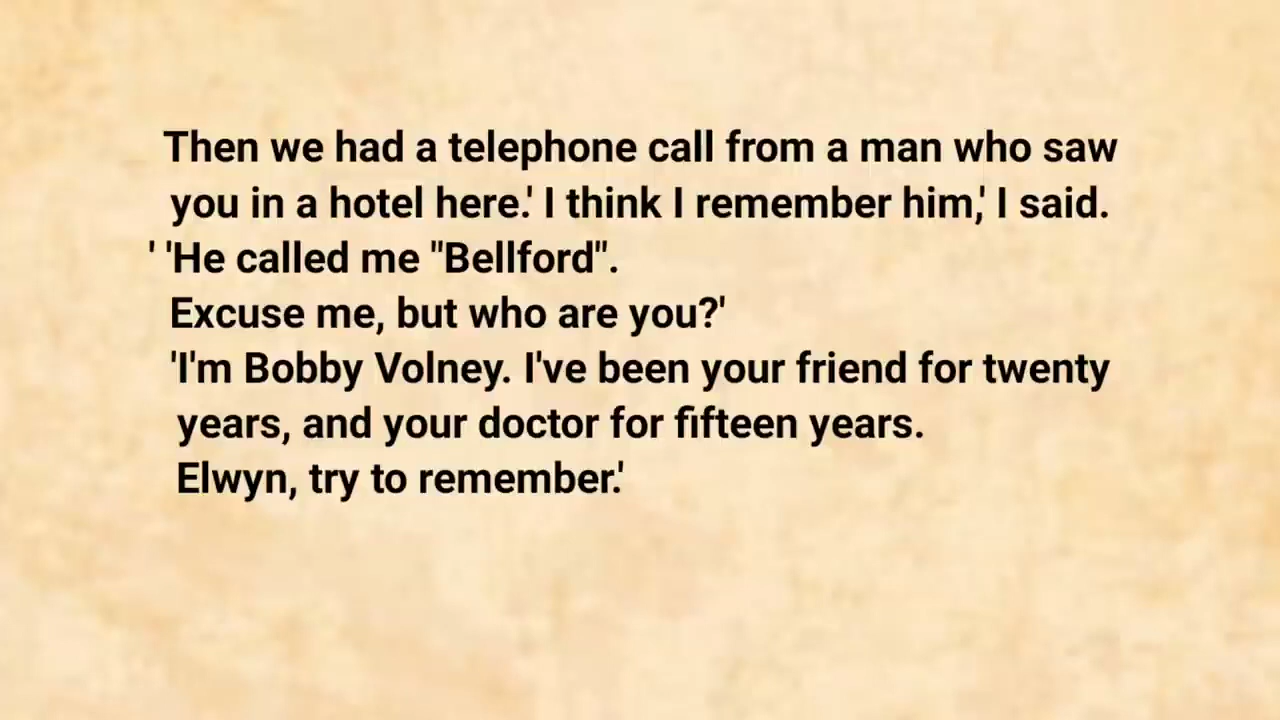 Then we had a telephone call from a man who saw
you in a hotel here.' I think I remember him,' I said.
' 'He called me "Bellford".
Excuse me, but who are you?'
'I'm Bobby Volney. I've been your friend for twenty
years, and your doctor for fifteen years.
Elwyn, try to remember.'